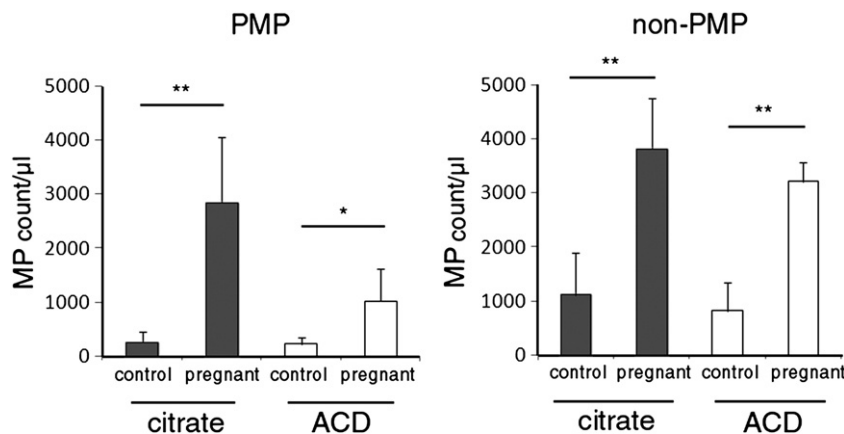 PMP
MP count/µl
5000
4000
3000
2000
1000
0
**
*
control pregnant control pregnant
citrate ACD
non-PMP
MP count/µl
5000
4000
3000
2000
1000
0
**
**
control pregnant control pregnant
citrate ACD